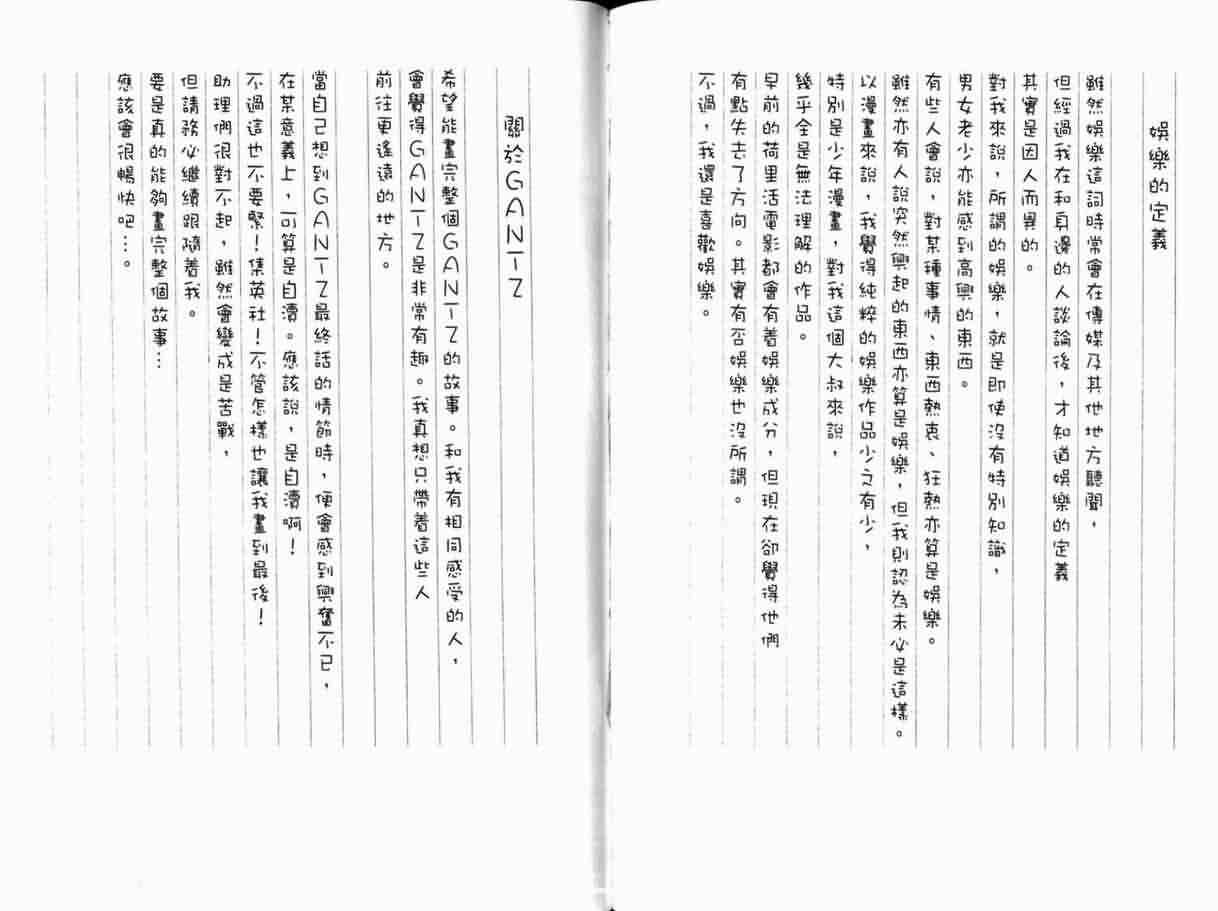 娛樂的定義
雖然娛樂這詞時常會在傳媒及其他地方聽聞，
但經過我在和身邊的人談論後，才知道娛樂的定義
其實是因人而異的。
對我來說，所謂的娛樂，就是即使沒有特別知識，
男女老少亦能感到高興的東西。
有些人會說，對某種事情、東西熱衷、狂熱亦算是娛樂。
雖然亦有人說突然興起的東西亦算是娛樂，但我則認為未必是這樣。
以漫畫來說，我覺得純粹的娛樂作品少之有少，
特別是少年漫畫，對我這個大叔來說，
幾乎全是無法理解的作品。
早前的荷里活電影都會有着娛樂成分，但現在卻覺得他們
有點失去了方向。其實有否娛樂也沒所謂。
不過，我還是喜歡娛樂。
關於GANTZ
希望能畫完整個GANTZ的故事。和我有相同感受的人，
會覺得GANTZ是非常有趣。我真想只帶着這些人
前往更遙遠的地方。
當自己想到GANTZ最終話的情節時，便會感到興奮不已，
在某意義上，可算是自瀆。應該說，是自瀆啊！
不過這也不要緊！集英社！不管怎樣也讓我畫到最後！
助理們很對不起，雖然會變成是苦戰，
但請務必繼續跟隨着我。
要是真的能夠畫完整個故事…
應該會很暢快吧…。